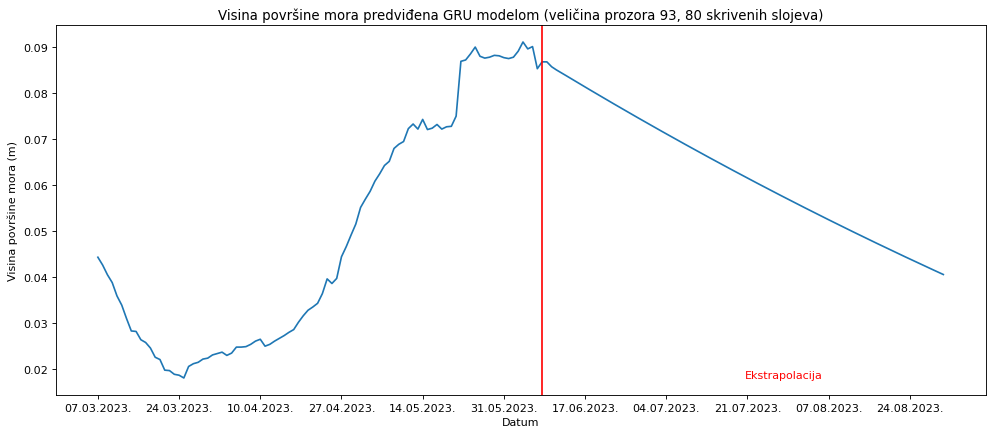 Visina površine mora predviđena GRU modelom (veličina prozora 93, 80 skrivenih slojeva)
Visina površine mora (m)
0.09
0.08
0.07
0.06
0.05
0.04
0.03
0.02
Ekstrapolacija
07.03.2023. 24.03.2023. 10.04.2023. 27.04.2023. 14.05.2023. 31.05.2023. 17.06.2023. 04.07.2023. 21.07.2023. 07.08.2023. 24.08.2023.
Datum